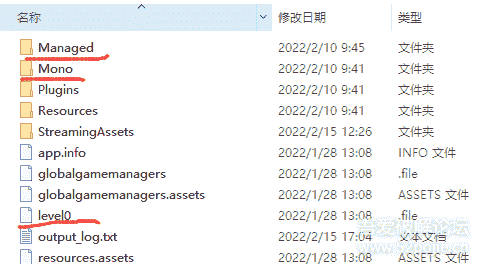 名称 修改日期 类型
Managed 2022/2/10 9:45 文件夹
Mono 2022/2/10 9:41 文件夹
Plugins 2022/2/10 9:41 文件夹
Resources 2022/2/10 9:41 文件夹
StreamingAssets 2022/2/15 12:26 文件夹
app.info 2022/1/28 13:08 INFO 文件
globalgamemanagers 2022/1/28 13:08 .file
globalgamemanagers.assets 2022/1/28 13:08 ASSETS 文件
level0 2022/1/28 13:08 .file
output_log.txt 2022/2/15 17:04 文本文档
resources.assets 2022/1/28 13:08 ASSETS 文件